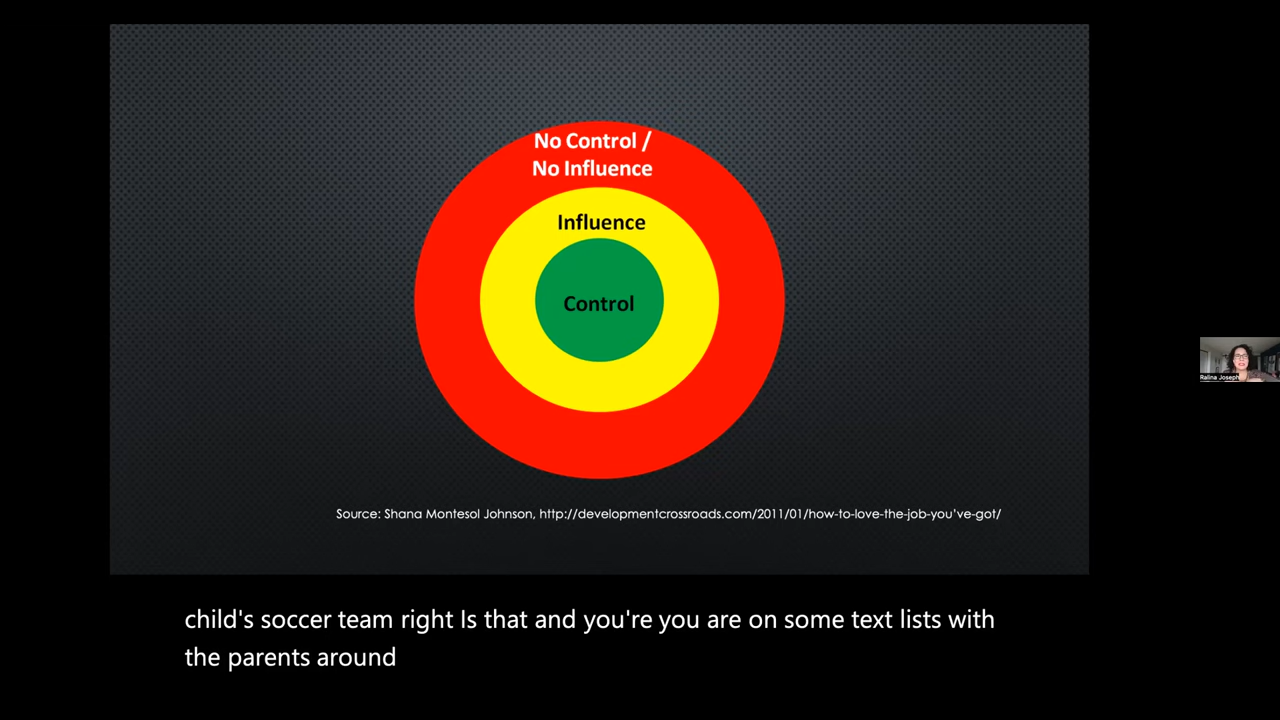 No Control /
No Influence
Influence
Control
Source: Shana Montesol Johnson, http://developmentcrossroads.com/2011/01/how-to-love-the-job-you've-got/
Ralina Joseph
child's soccer team right Is that and you're you are on some text lists with
the parents around